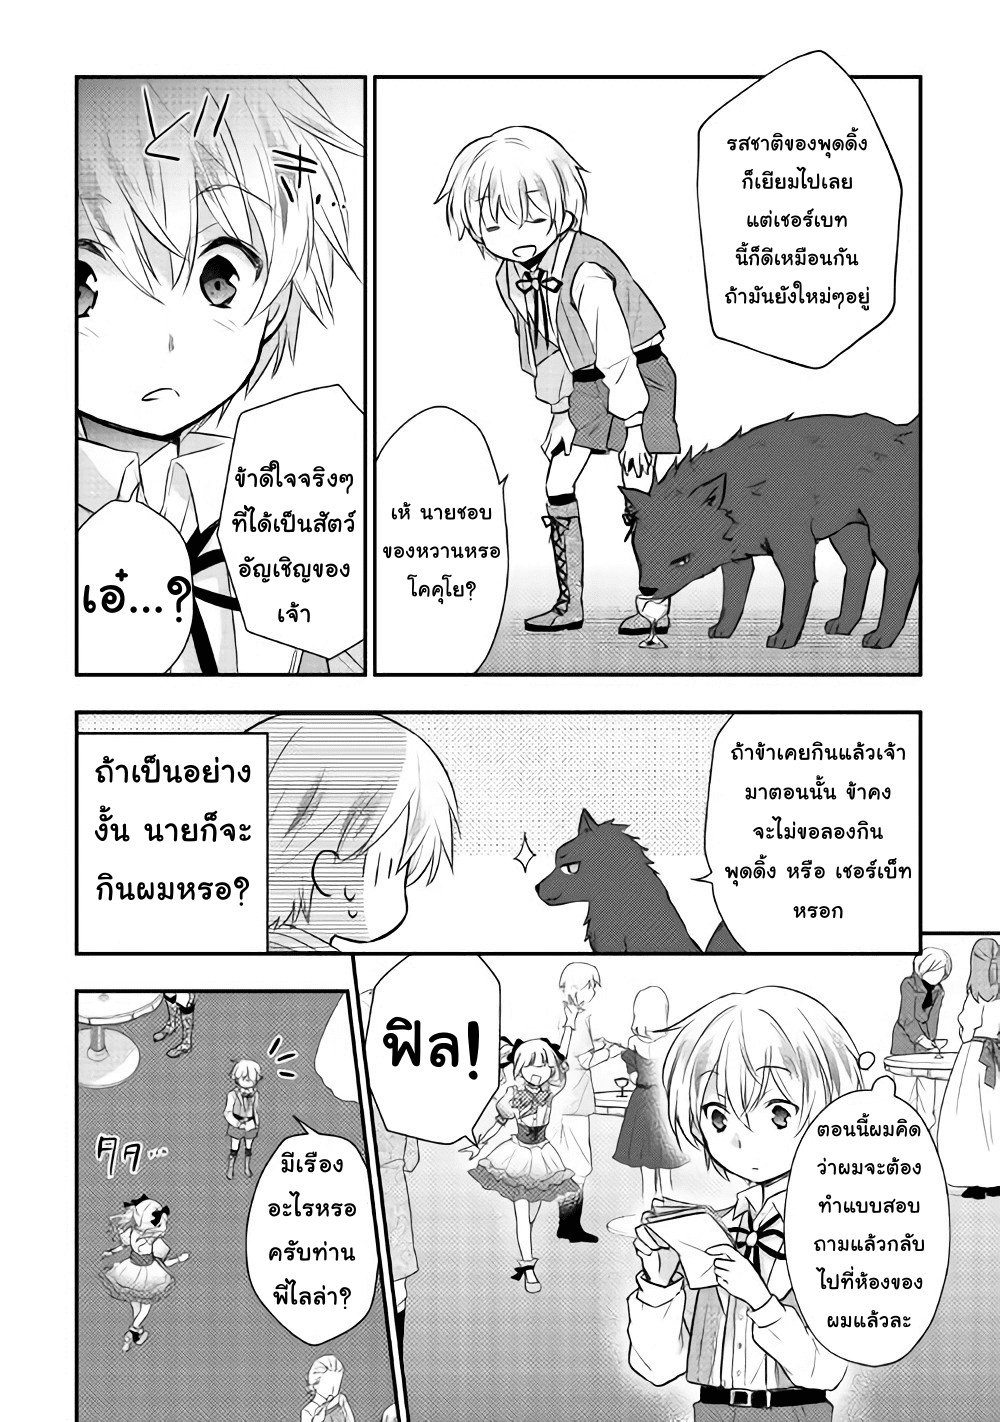 รสชาติของพุดดิ้ง
ก็เยี่ยมไปเลย
แต่เชอร์เบท
นี้ก็ดีเหมือนกัน
ถ้ามันยังใหม่ๆอยู่
เห้ นายชอบ
ของหวานหรอ
โคคุโย?
ข้าดีใจจริงๆ
ที่ได้เป็นสัตว์
อัญเชิญของ
เจ้า
เอ๋...?
ถ้าข้าเคยกินแล้วเจ้า
มาตอนนั้น ข้าคง
จะไม่ขอลองกิน
พุดดิ้ง หรือ เชอร์เบ็ท
หรอก
ถ้าเป็นอย่าง
งั้น นายก็จะ
กินผมหรอ?
ตอนนี้ผมคิด
ว่าผมจะต้อง
ทำแบบสอบ
ถามแล้วกลับ
ไปที่ห้องของ
ผมแล้วละ
ฟิล!
มีเรือง
อะไรหรอ
ครับท่าน
ฟีไลล่า?